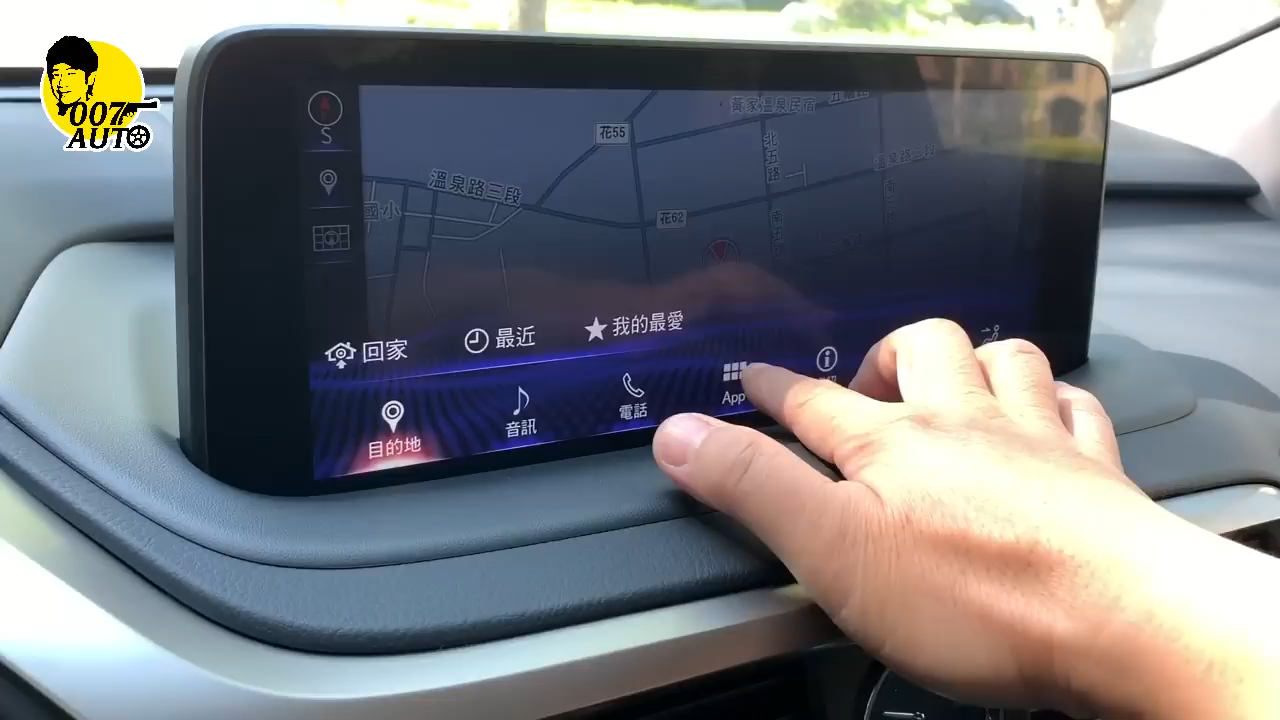 007
AUTO
S
花55
黃家溫泉民宿
北五路
溫泉路三段
溫泉路二段
國小
花62
回家
最近
我的最愛
目的地
音訊
電話
App